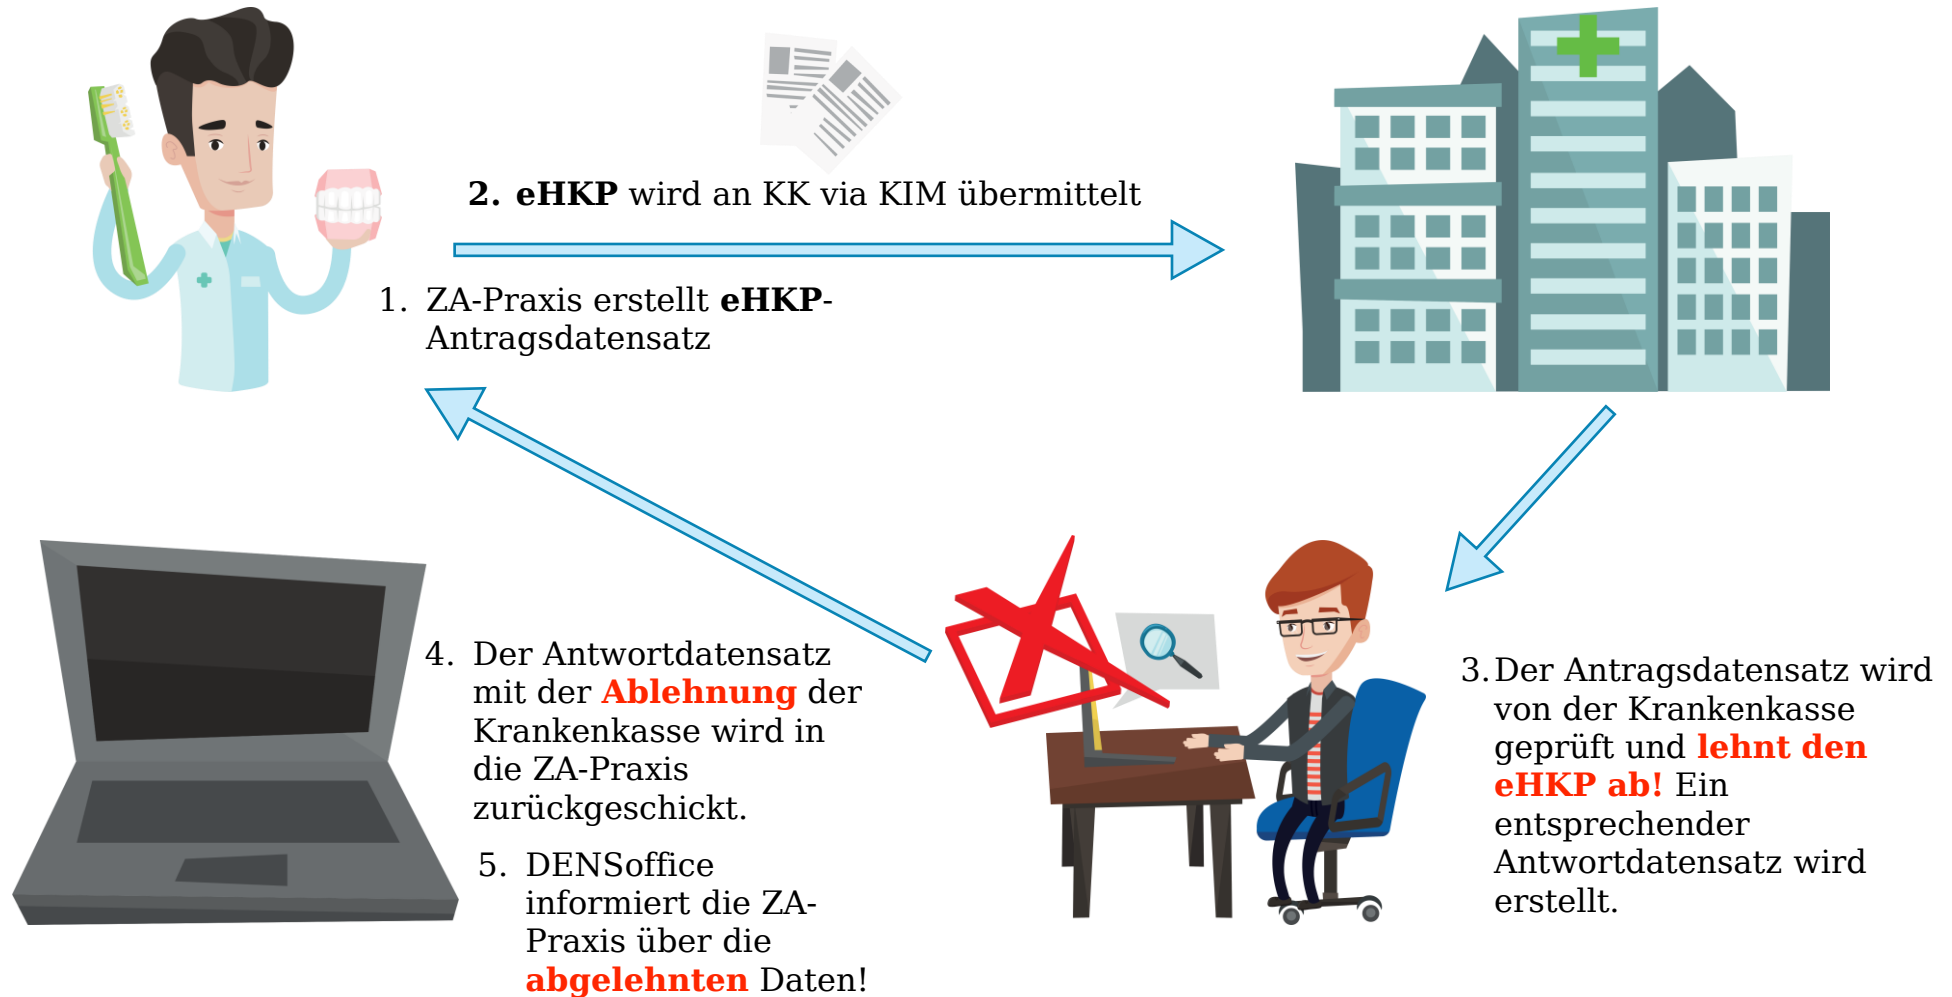 2. eHKP wird an KK via KIM übermittelt
1. ZA-Praxis erstellt eHKP-
Antragsdatensatz
3. Der Antragsdatensatz wird
von der Krankenkasse
geprüft und lehnt den
eHKP ab! Ein
entsprechender
Antwortdatensatz wird
erstellt.
4. Der Antwortdatensatz
mit der Ablehnung der
Krankenkasse wird in
die ZA-Praxis
zurückgeschickt.
5. DENSoffice
informiert die ZA-
Praxis über die
abgelehnten Daten!